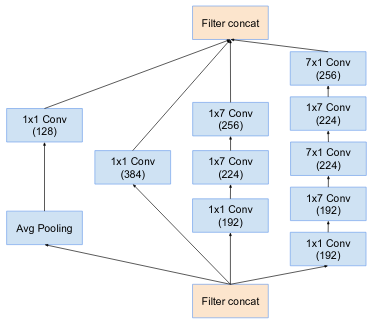 Filter concat
7x1 Conv
(256)
1x7 Conv
(224)
1x7 Conv
(256)
1x1 Conv
(128)
7x1 Conv
(224)
1x1 Conv
(384)
1x7 Conv
(224)
1x7 Conv
(192)
1x1 Conv
(192)
Avg Pooling
1x1 Conv
(192)
Filter concat